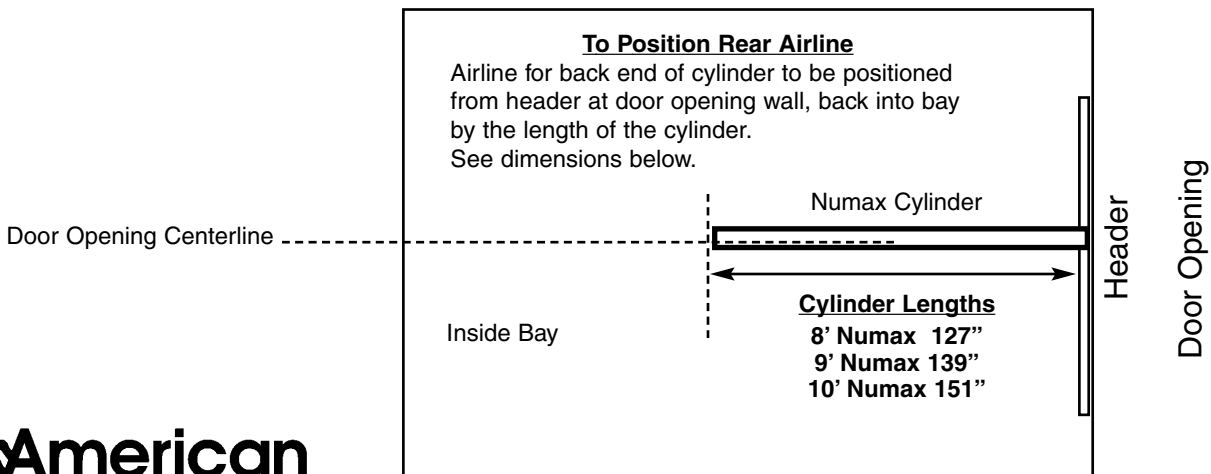 To Position Rear Airline
Airline for back end of cylinder to be positioned
from header at door opening wall, back into bay
by the length of the cylinder.
See dimensions below.
Numax Cylinder
Door Opening Centerline
Header
Door Opening
Cylinder Lengths
Inside Bay
8’ Numax 127”
9’ Numax 139”
10’ Numax 151”
American